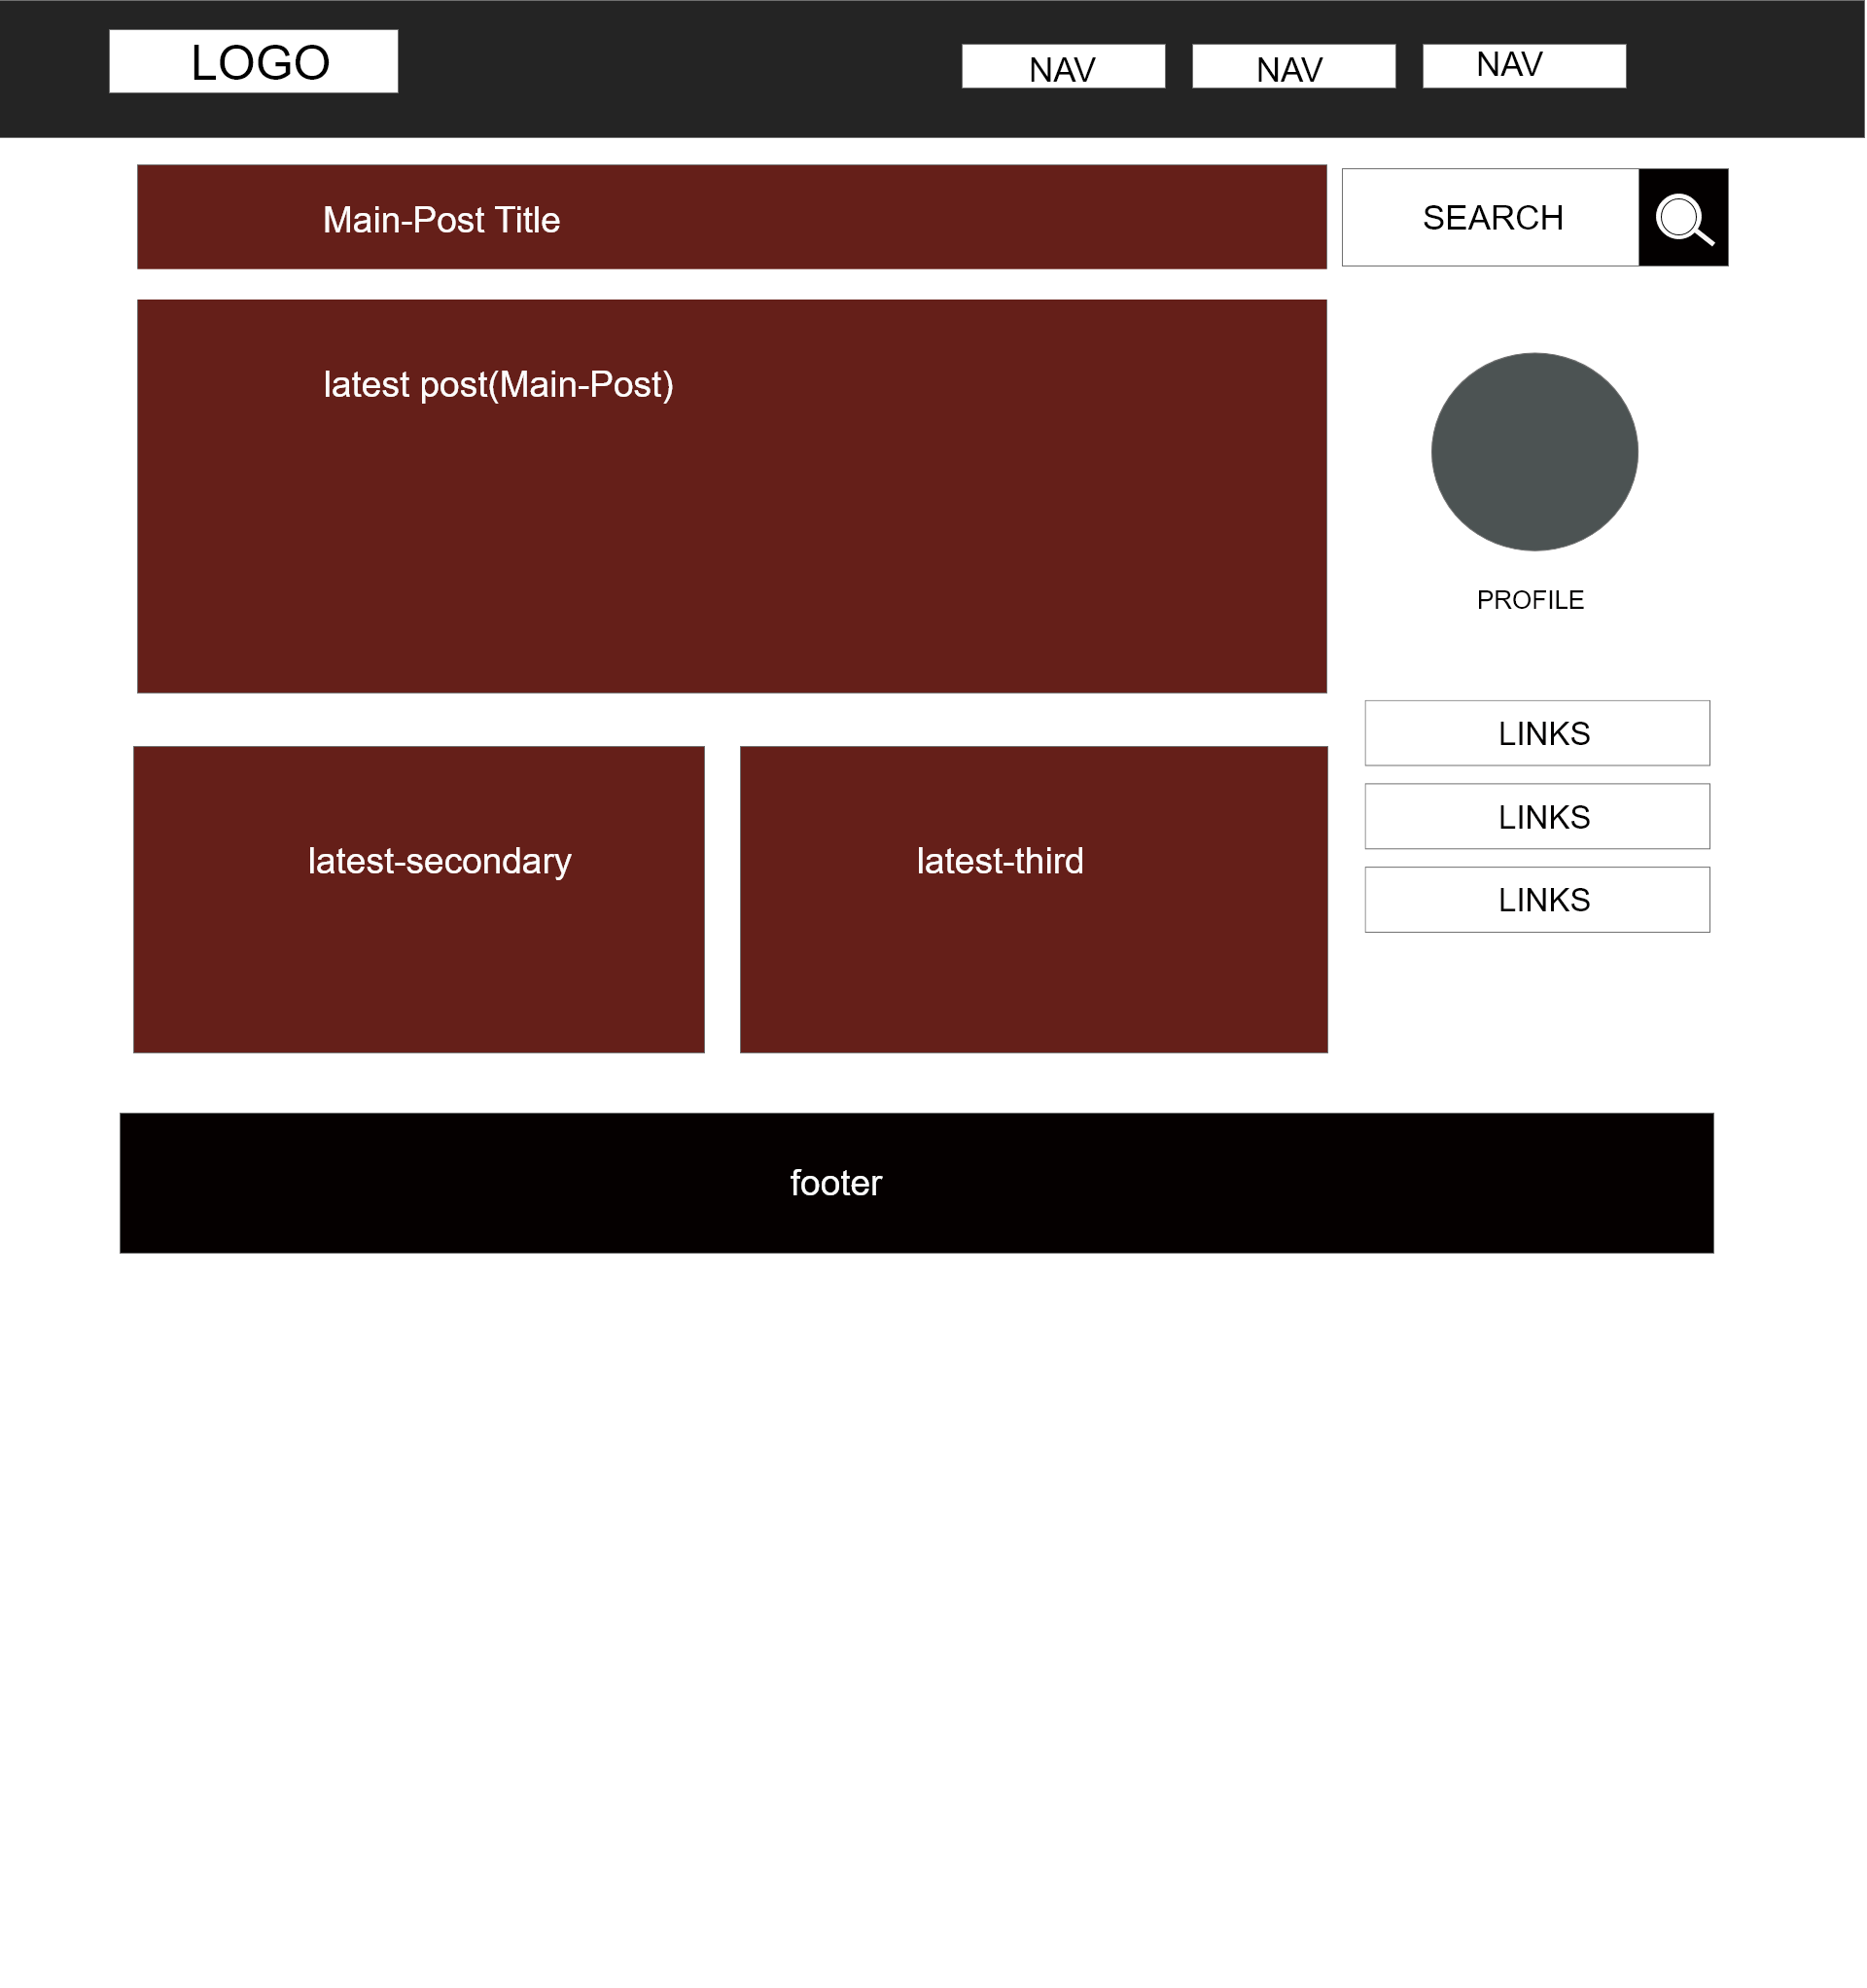 LOGO
NAV
NAV
NAV
Main-Post Title
SEARCH
latest post(Main-Post)
PROFILE
LINKS
LINKS
LINKS
latest-secondary
latest-third
footer